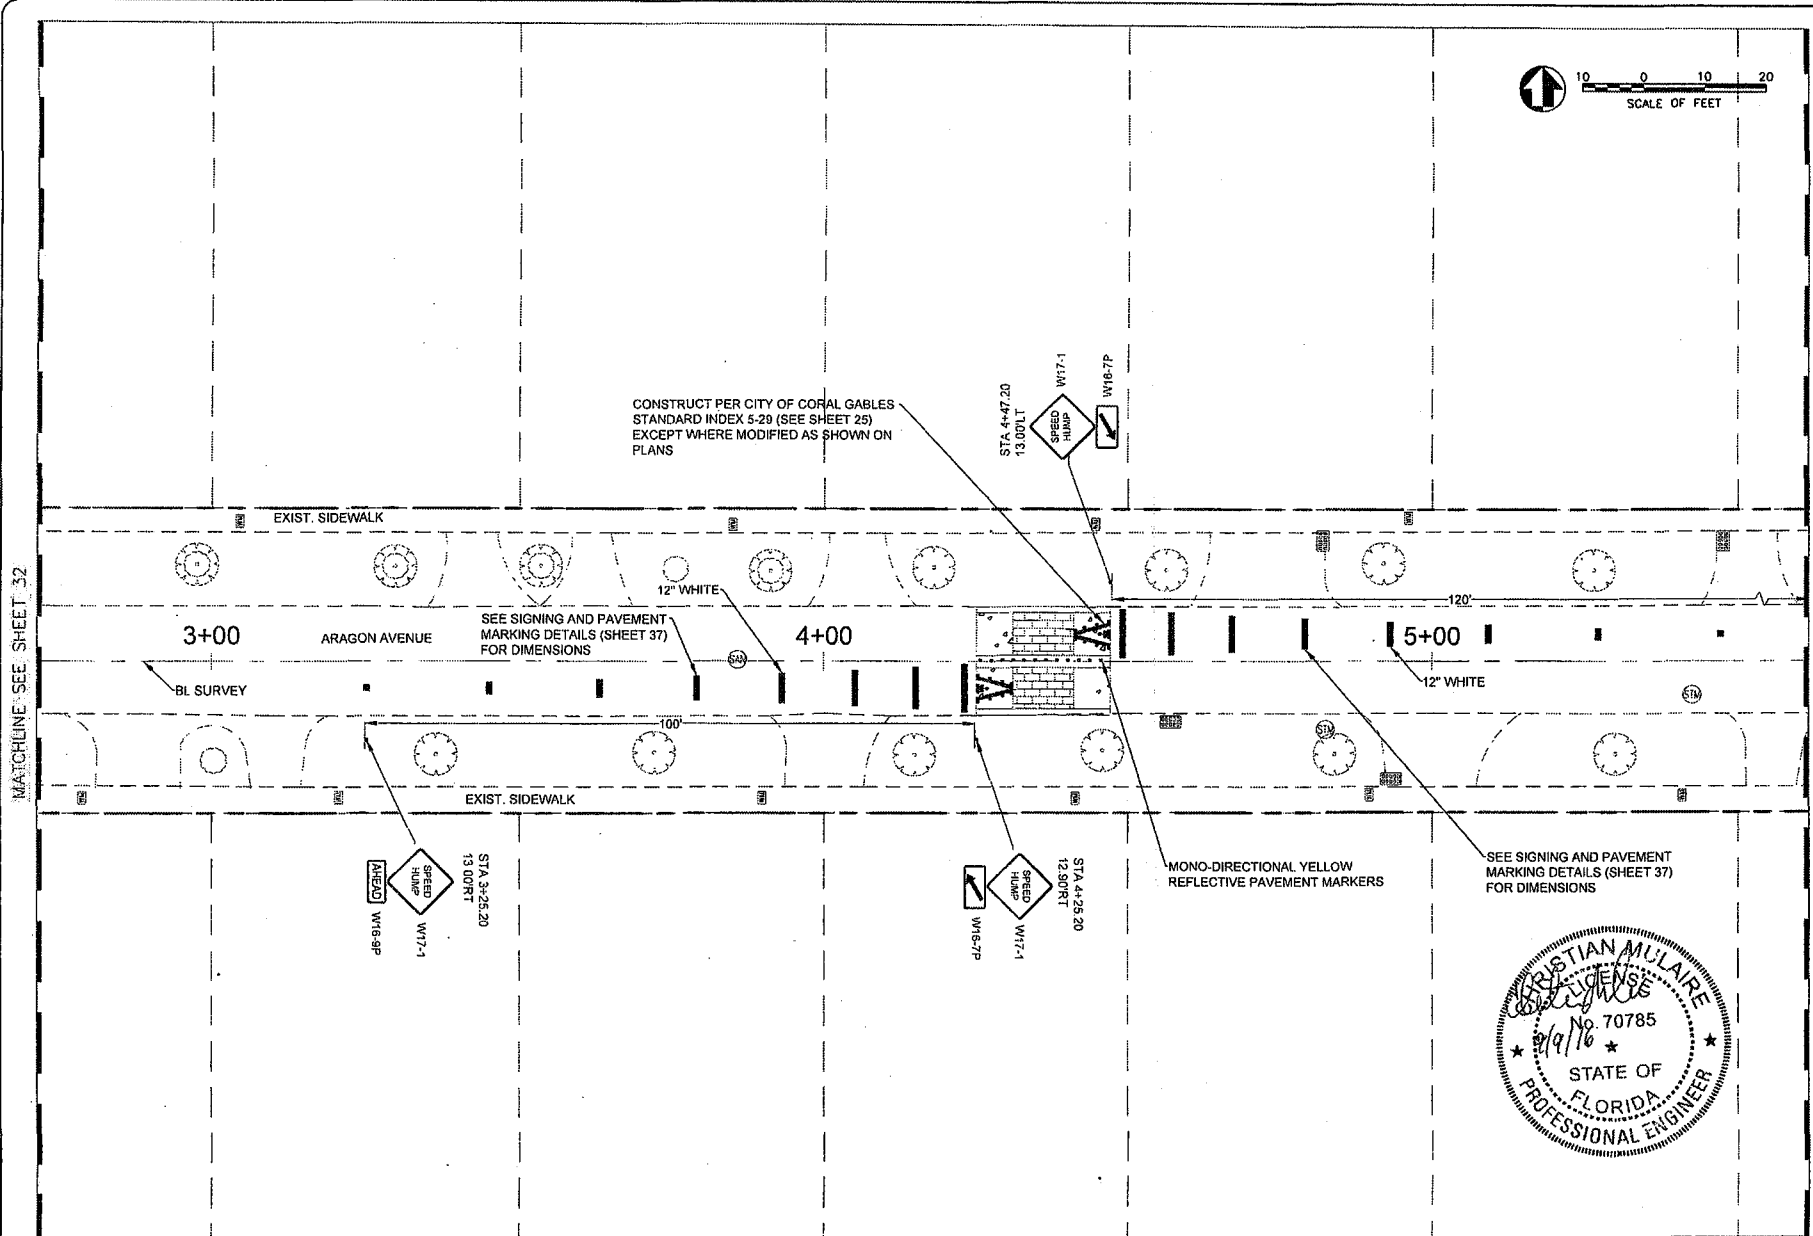 10 0 10 20
SCALE OF FEET
MATCHLINE SEE SHEET 32
CONSTRUCT PER CITY OF CORAL GABLES
STANDARD INDEX 5-29 (SEE SHEET 25)
EXCEPT WHERE MODIFIED AS SHOWN ON
PLANS
STA 4+47.20
13.00'LT
SPEED
HUMP
W17-1
W16-7P
EXIST. SIDEWALK
12" WHITE
SEE SIGNING AND PAVEMENT
MARKING DETAILS (SHEET 37)
FOR DIMENSIONS
120'
3+00
ARAGON AVENUE
4+00
5+00
SAN
BL SURVEY
12" WHITE
STM
100'
STM
EXIST. SIDEWALK
STA 3+25.20
13.00'RT
SPEED
HUMP
W17-1
AHEAD
W16-9P
STA 4+25.20
12.90'RT
SPEED
HUMP
W17-1
W16-7P
MONO-DIRECTIONAL YELLOW
REFLECTIVE PAVEMENT MARKERS
SEE SIGNING AND PAVEMENT
MARKING DETAILS (SHEET 37)
FOR DIMENSIONS
CHRISTIAN MULAIRE
LICENSE
No. 70785
STATE OF
FLORIDA
PROFESSIONAL ENGINEER